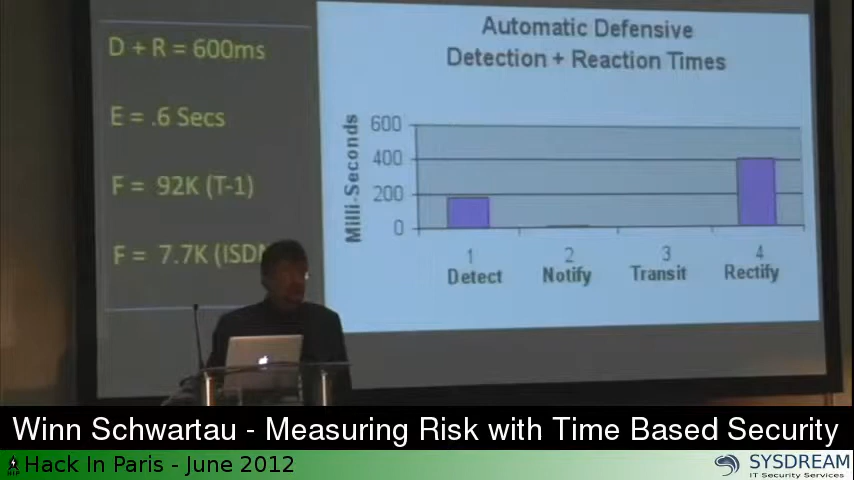 D + R = 600ms
E = .6 Secs
F = 92K (T-1)
F = 7.7K (ISDN
Automatic Defensive
Detection + Reaction Times
Milli-Seconds
600
400
200
0
1 2 3 4
Detect Notify Transit Rectify
Winn Schwartau - Measuring Risk with Time Based Security
Hack In Paris - June 2012
SYSDREAM
IT Security Services